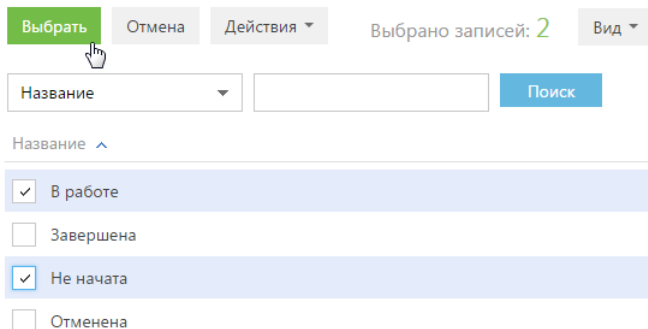 Выбрать Отмена Действия Выбрано записей: 2 Вид
Название Поиск
Название
В работе
Завершена
Не начата
Отменена